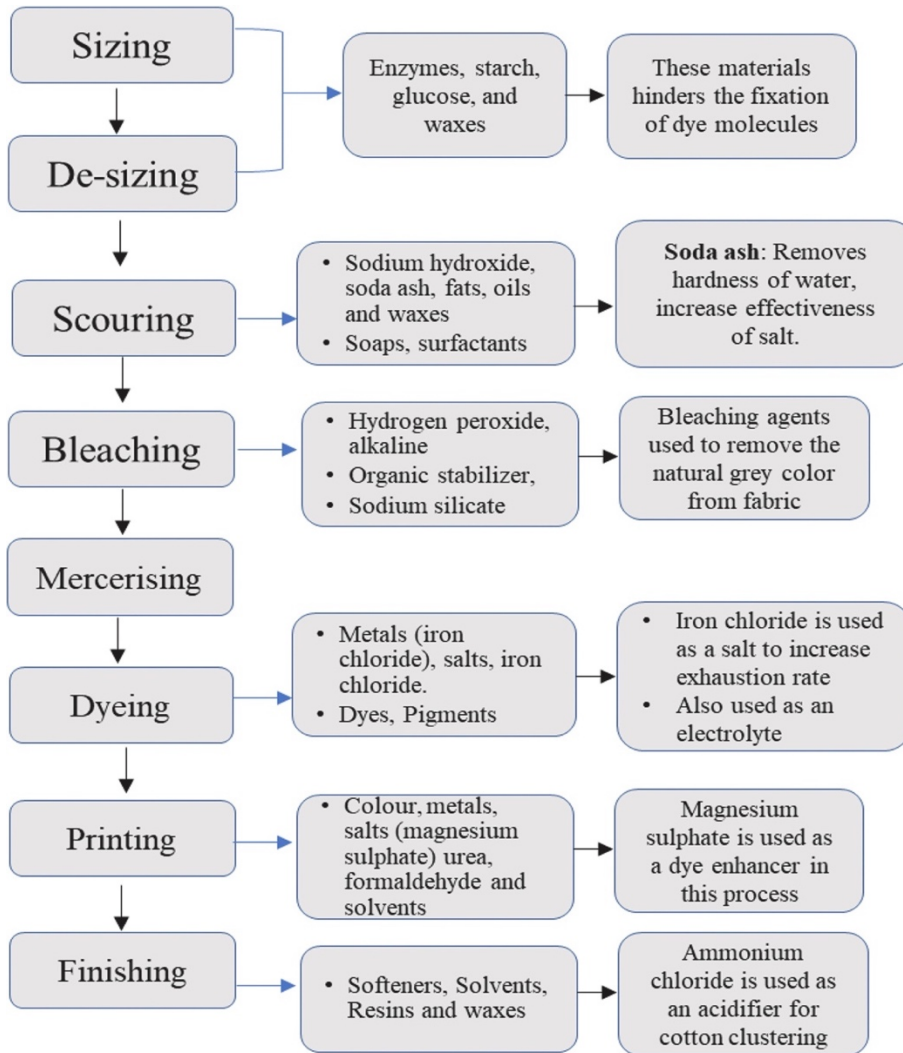 Sizing
Enzymes, starch,
glucose, and
waxes
These materials
hinders the fixation
of dye molecules
De-sizing
Scouring
• Sodium hydroxide,
soda ash, fats, oils
and waxes
• Soaps, surfactants
Soda ash: Removes
hardness of water,
increase effectiveness
of salt.
Bleaching
• Hydrogen peroxide,
alkaline
• Organic stabilizer,
• Sodium silicate
Bleaching agents
used to remove the
natural grey color
from fabric
Mercerising
Dyeing
• Metals (iron
chloride), salts, iron
chloride.
• Dyes, Pigments
• Iron chloride is used
as a salt to increase
exhaustion rate
• Also used as an
electrolyte
Printing
• Colour, metals,
salts (magnesium
sulphate) urea,
formaldehyde and
solvents
Magnesium
sulphate is used as
a dye enhancer in
this process
Finishing
• Softeners, Solvents,
Resins and waxes
Ammonium
chloride is used as
an acidifier for
cotton clustering